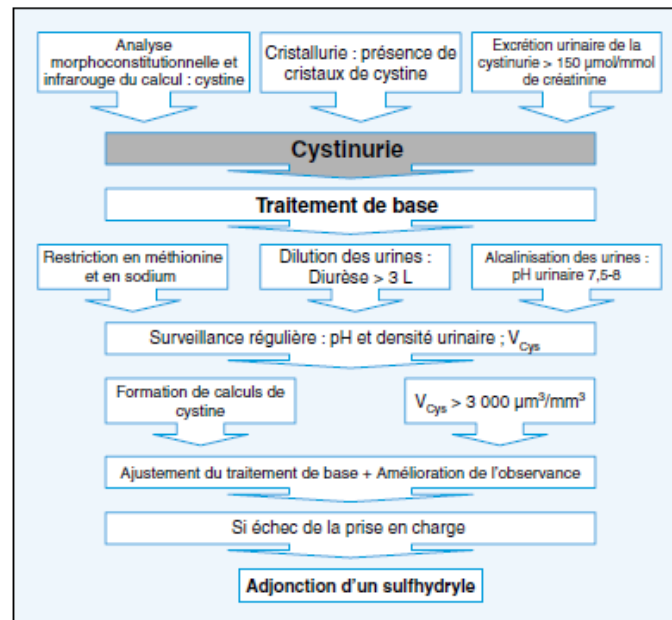 Analyse
morphoconstitutionnelle et
infrarouge du calcul : cystine
Cristallurie : présence de
cristaux de cystine
Excrétion urinaire de la
cystinurie > 150 µmol/mmol
de créatinine
Cystinurie
Traitement de base
Restriction en méthionine
et en sodium
Dilution des urines :
Diurèse > 3 L
Alcalinisation des urines :
pH urinaire 7,5-8
Surveillance régulière : pH et densité urinaire ; V_Cys
Formation de calculs de
cystine
V_Cys > 3 000 µm³/mm³
Ajustement du traitement de base + Amélioration de l'observance
Si échec de la prise en charge
Adjonction d'un sulfhydryle